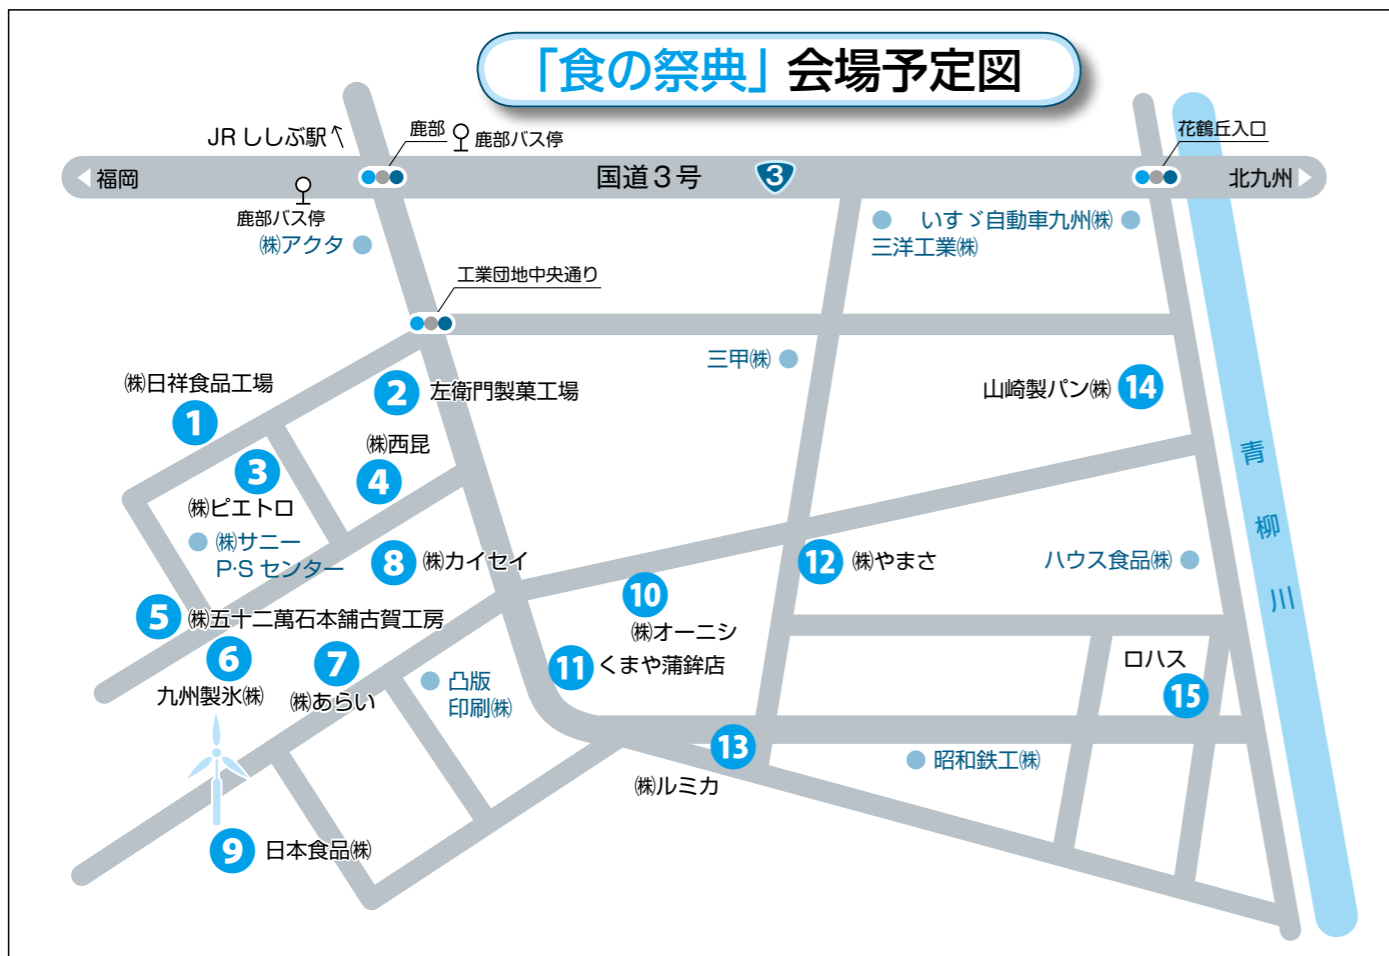 「食の祭典」会場予定図
JRししぶ駅
鹿部
鹿部バス停
花鶴丘入口
福岡
国道3号
3
北九州
鹿部バス停
㈱アクタ
いすゞ自動車九州㈱
三洋工業㈱
工業団地中央通り
三甲㈱
㈱日祥食品工場
1
2
左衛門製菓工場
山崎製パン㈱
14
㈱西昆
4
3
㈱ピエトロ
㈱サニー
P·Sセンター
8
㈱カイセイ
12
㈱やまさ
ハウス食品㈱
青柳川
5
㈱五十二萬石本舗古賀工房
10
㈱オーニシ
6
九州製氷㈱
7
㈱あらい
凸版
印刷㈱
11
くまや蒲鉾店
ロハス
15
13
㈱ルミカ
昭和鉄工㈱
9
日本食品㈱